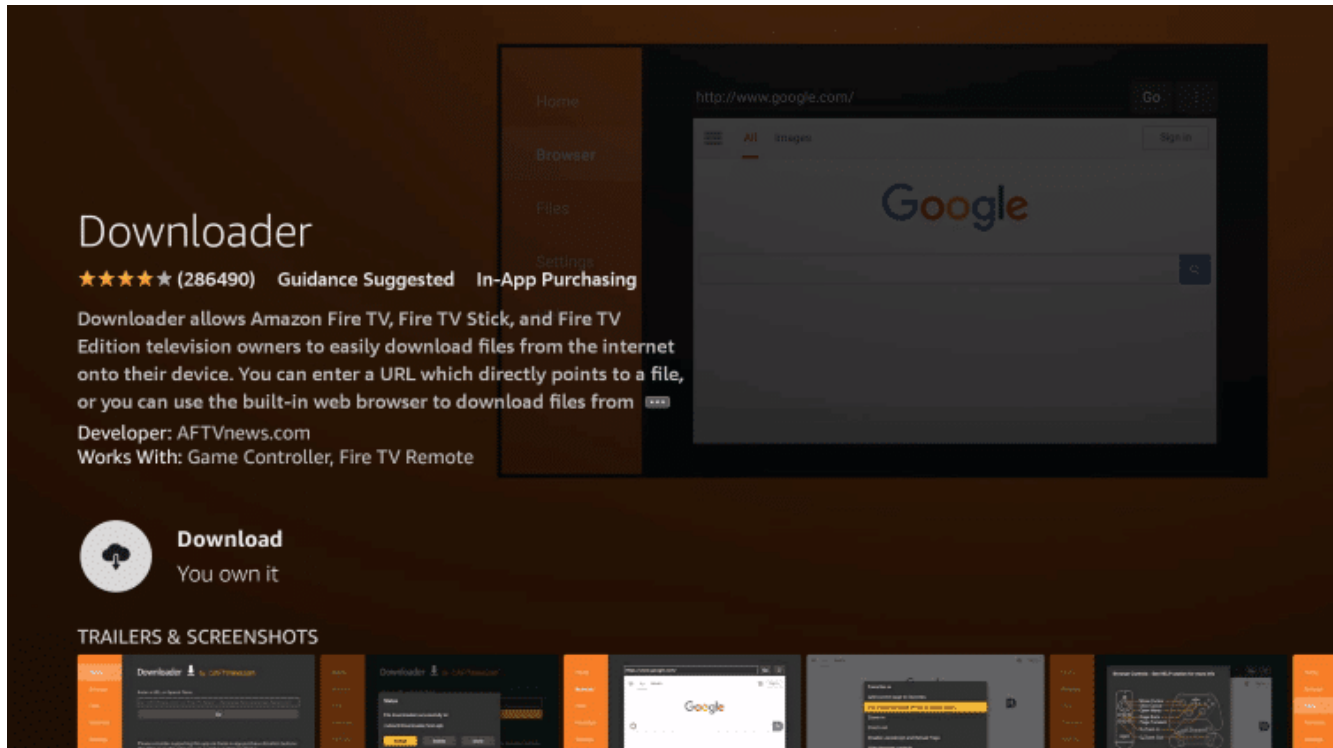 Home
http://www.google.com/
Go
All Images
Sign in
Browser
Files
Google
Settings
Downloader
(286490) Guidance Suggested In-App Purchasing
Downloader allows Amazon Fire TV, Fire TV Stick, and Fire TV
Edition television owners to easily download files from the internet
onto their device. You can enter a URL which directly points to a file,
or you can use the built-in web browser to download files from
Developer: AFTVnews.com
Works With: Game Controller, Fire TV Remote
Download
You own it
TRAILERS & SCREENSHOTS
Downloader
Downloader
Google